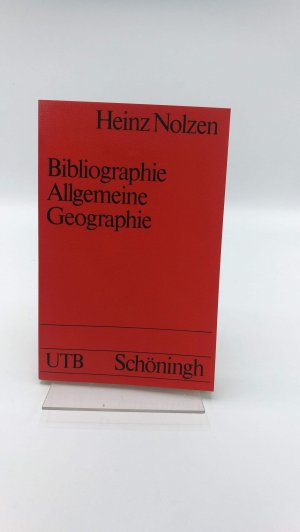 Heinz Nolzen
Bibliographie
Allgemeine
Geographie
UTB Schöningh